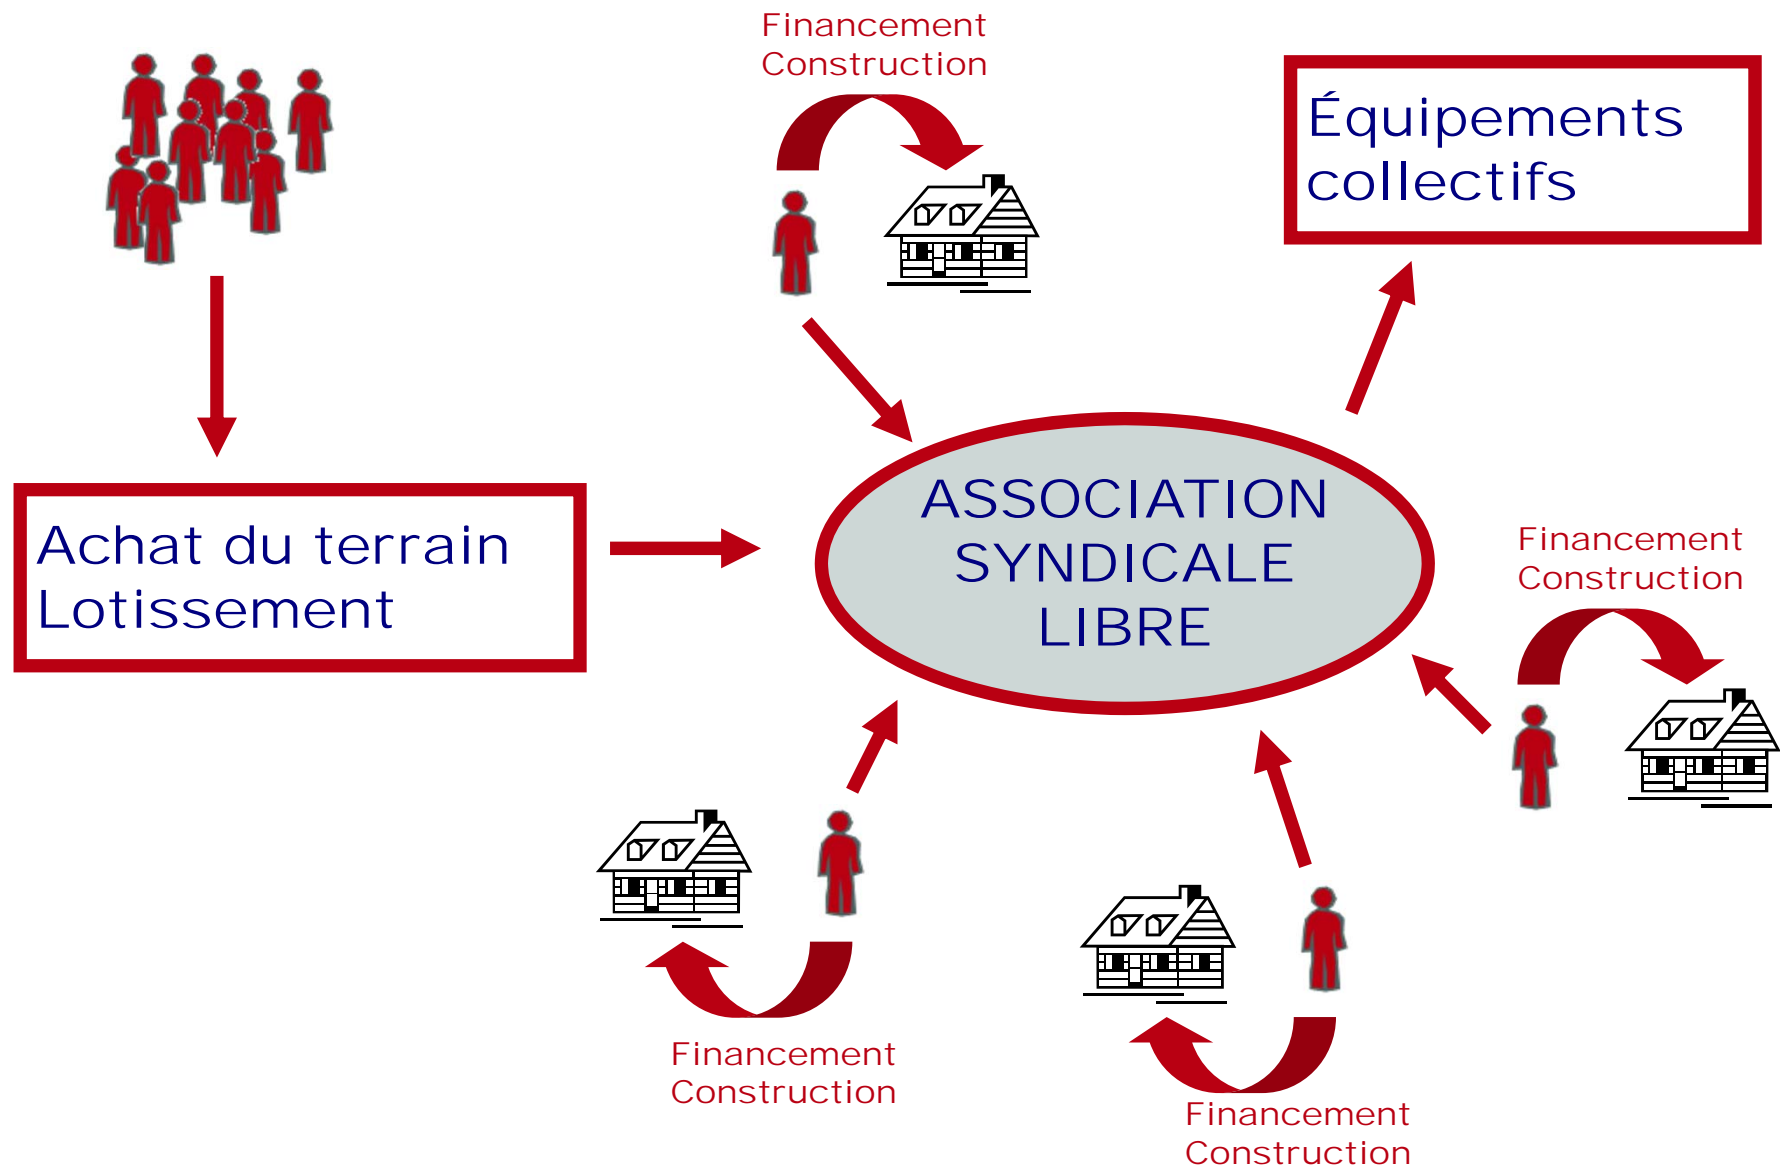 Financement
Construction
Équipements
collectifs
Achat du terrain
Lotissement
ASSOCIATION
SYNDICALE
LIBRE
Financement
Construction
Financement
Construction
Financement
Construction